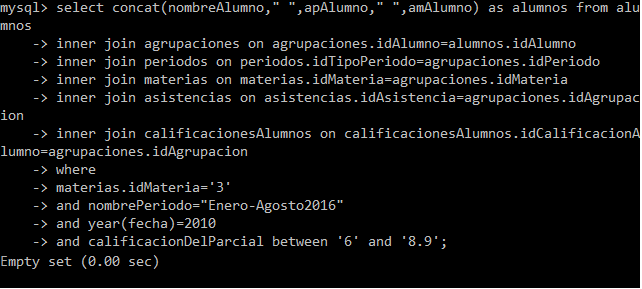 mysql> select concat(nombreAlumno," ",apAlumno," ",amAlumno) as alumnos from alu
mnos
    -> inner join agrupaciones on agrupaciones.idAlumno=alumnos.idAlumno
    -> inner join periodos on periodos.idTipoPeriodo=agrupaciones.idPeriodo
    -> inner join materias on materias.idMateria=agrupaciones.idMateria
    -> inner join asistencias on asistencias.idAsistencia=agrupaciones.idAgrupac
ion
    -> inner join calificacionesAlumnos on calificacionesAlumnos.idCalificacionA
lumno=agrupaciones.idAgrupacion
    -> where
    -> materias.idMateria='3'
    -> and nombrePeriodo="Enero-Agosto2016"
    -> and year(fecha)=2010
    -> and calificacionDelParcial between '6' and '8.9';
Empty set (0.00 sec)